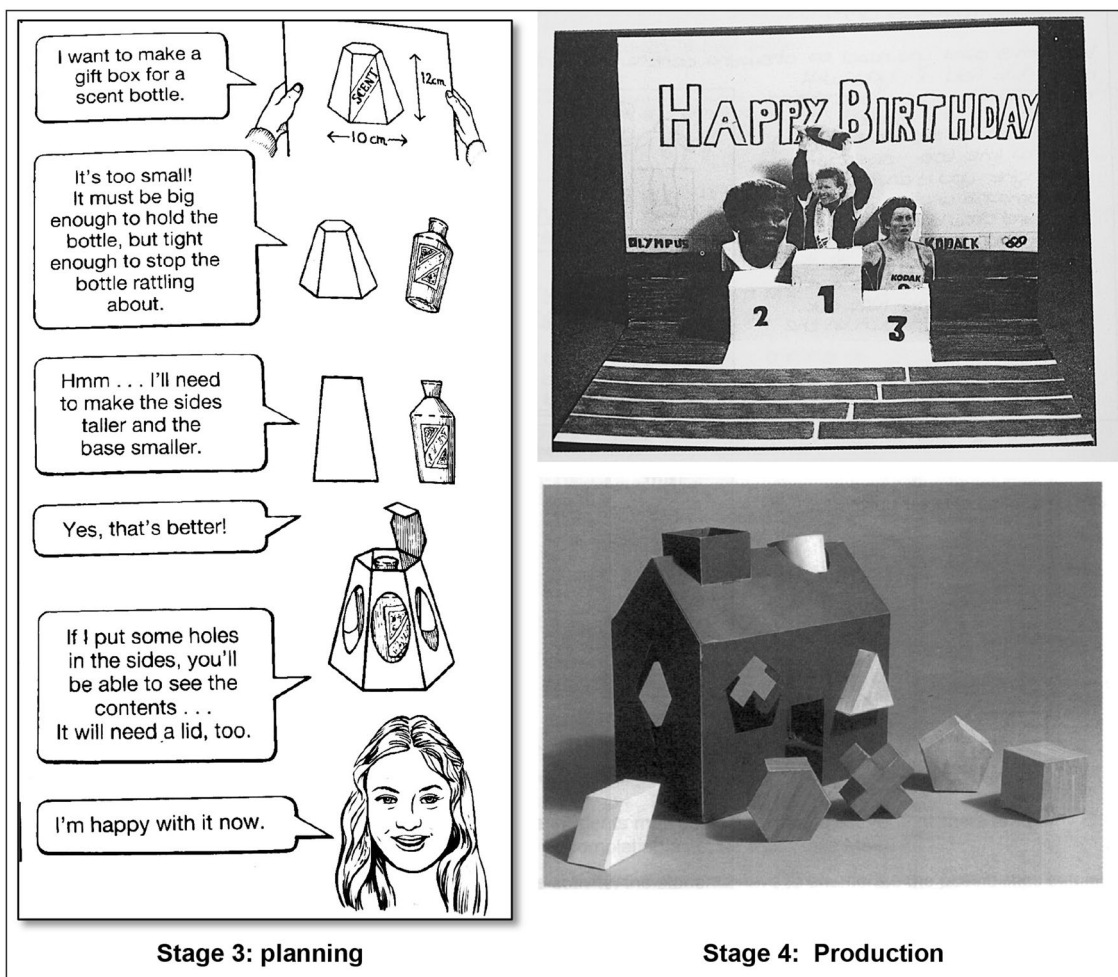 I want to make a
gift box for a
scent bottle.
SCENT
12cm.
10cm
It's too small!
It must be big
enough to hold the
bottle, but tight
enough to stop the
bottle rattling
about.
Hmm . . . I'll need
to make the sides
taller and the
base smaller.
Yes, that's better!
If I put some holes
in the sides, you'll
be able to see the
contents . . .
It will need a lid, too.
I'm happy with it now.
Stage 3: planning
HAPPY BIRTHDAY
OLYMPUS
KODACK
KODAK
2
1
3
Stage 4: Production